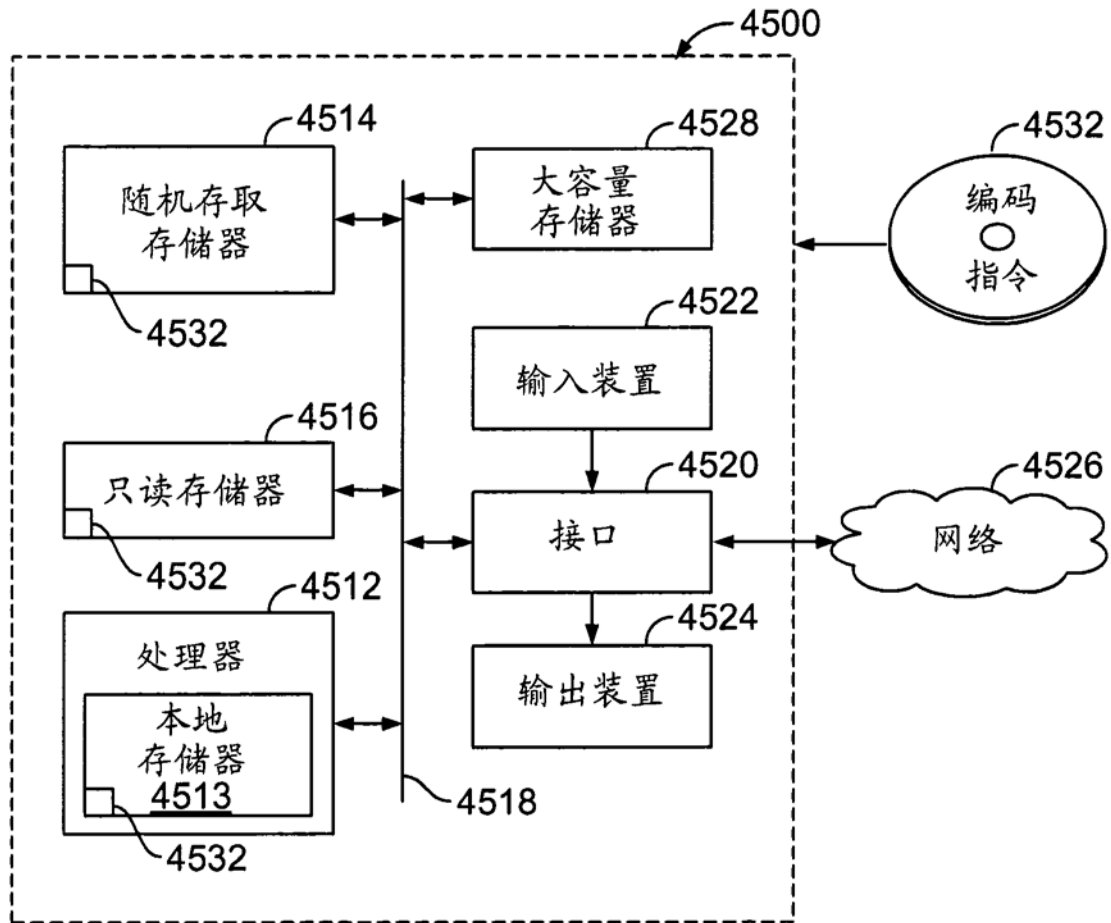 4500
4514
随机存取
存储器
4532
4528
大容量
存储器
4532
编码
指令
4522
输入装置
4516
只读存储器
4532
4520
接口
4526
网络
4512
处理器
本地
存储器
4513
4532
4524
输出装置
4518